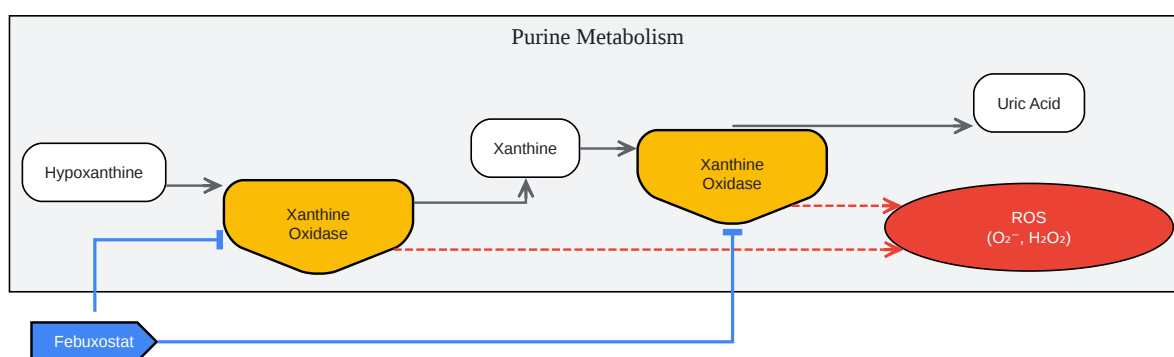 Purine Metabolism
Hypoxanthine
Xanthine
Oxidase
Xanthine
Xanthine
Oxidase
Uric Acid
ROS
(O₂⁻, H₂O₂)
Febuxostat